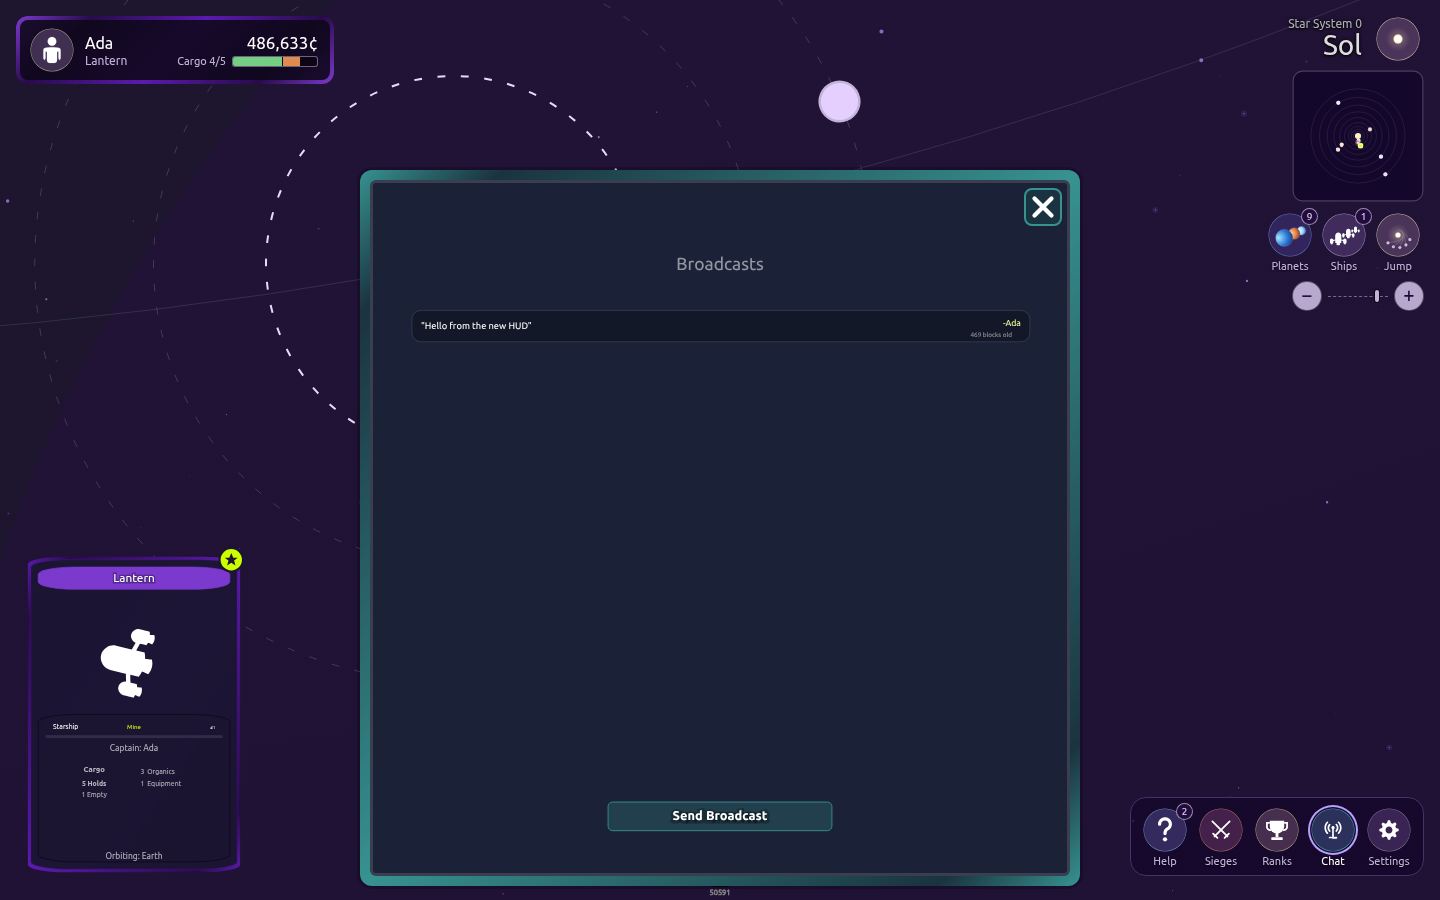 Ada
486,633¢
Lantern
Cargo 4/5
Star System 0
Sol
9
1
Planets
Ships
Jump
Broadcasts
"Hello from the new HUD"
-Ada
469 blocks old
Lantern
Starship
Mine
#1
Captain: Ada
Cargo
3 Organics
5 Holds
1 Equipment
1 Empty
Orbiting: Earth
Send Broadcast
2
Help
Sieges
Ranks
Chat
Settings
50591